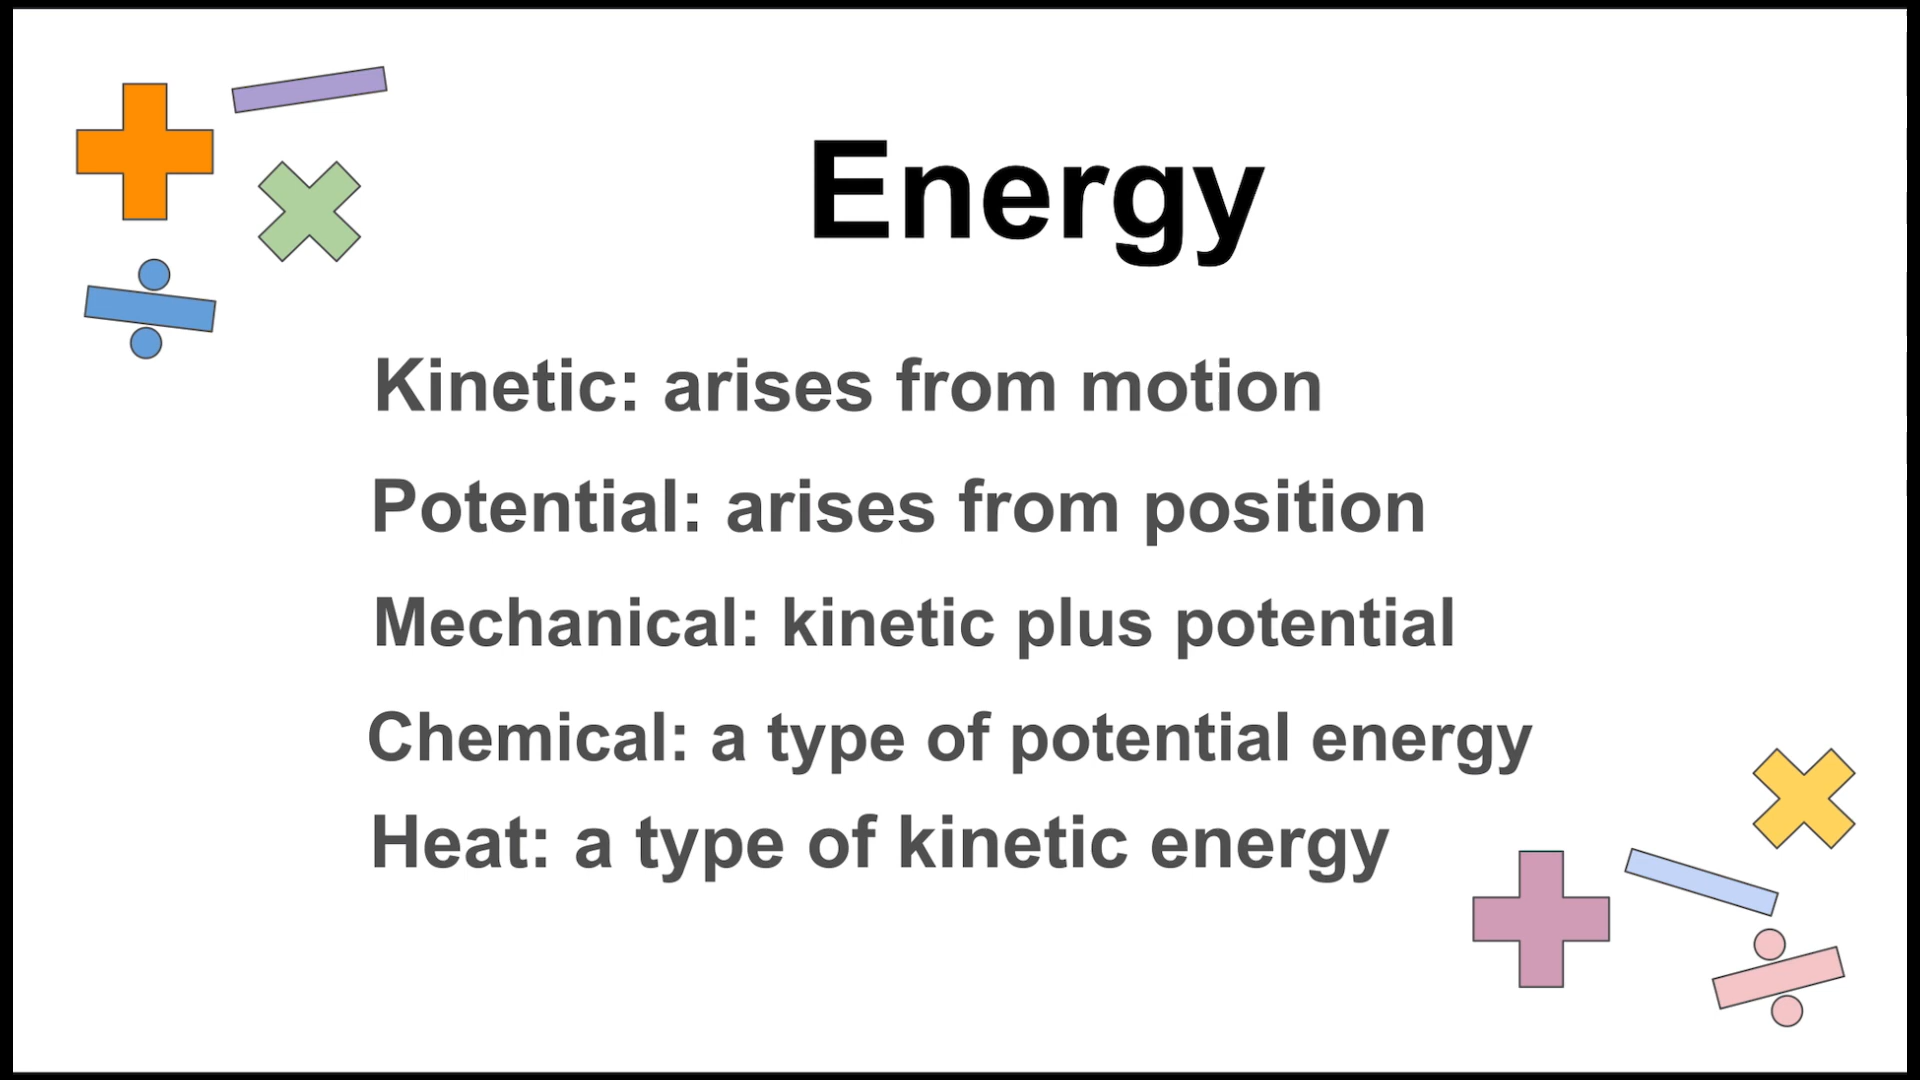 Energy
Kinetic: arises from motion
Potential: arises from position
Mechanical: kinetic plus potential
Chemical: a type of potential energy
Heat: a type of kinetic energy